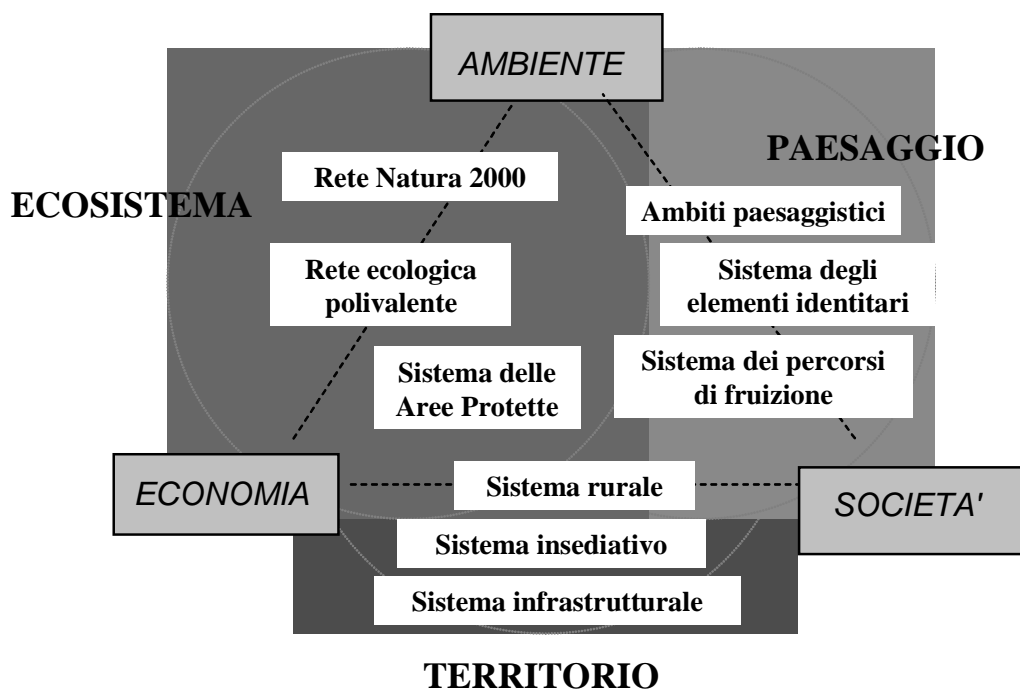 AMBIENTE
PAESAGGIO
Rete Natura 2000
ECOSISTEMA
Ambiti paesaggistici
Rete ecologica
polivalente
Sistema degli
elementi identitari
Sistema delle
Aree Protette
Sistema dei percorsi
di fruizione
ECONOMIA
Sistema rurale
SOCIETA'
Sistema insediativo
Sistema infrastrutturale
TERRITORIO